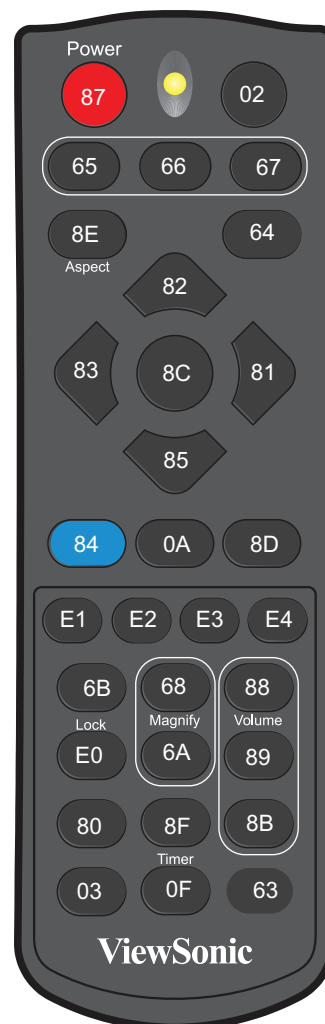 Power
87
02
65 66 67
8E 64
Aspect
82
83 8C 81
85
84 0A 8D
E1 E2 E3 E4
6B 68 88
Lock Magnify Volume
E0 6A 89
80 8F 8B
Timer
03 0F 63
ViewSonic